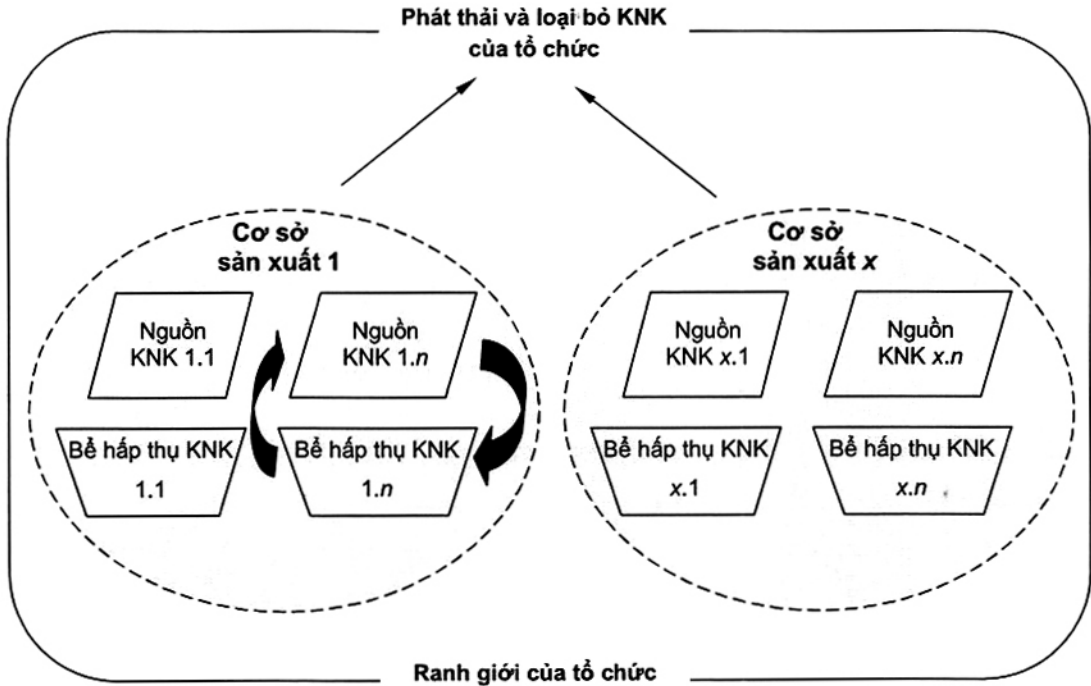 Phát thải và loại bỏ KNK
của tổ chức
Cơ sở
sản xuất 1
Nguồn
KNK 1.1
Nguồn
KNK 1.n
Bể hấp thụ KNK
1.1
Bể hấp thụ KNK
1.n
Cơ sở
sản xuất x
Nguồn
KNK x.1
Nguồn
KNK x.n
Bể hấp thụ KNK
x.1
Bể hấp thụ KNK
x.n
Ranh giới của tổ chức